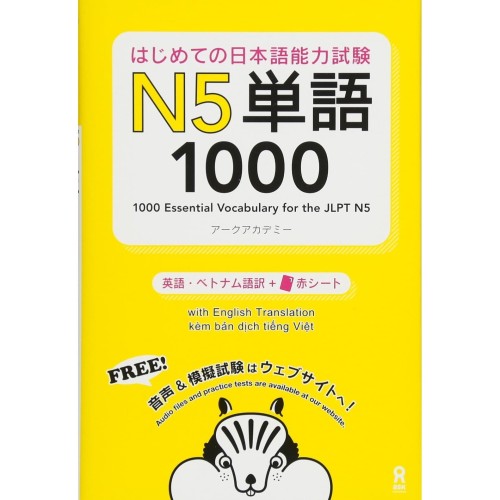 はじめての日本語能力試験
N5単語
1000
1000 Essential Vocabulary for the JLPT N5
アークアカデミー
英語・ベトナム語訳+赤シート
with English Translation
kèm bản dịch tiếng Việt
FREE!
音声&模擬試験はウェブサイトへ!
Audio files and practice tests are available at our website.
ASK